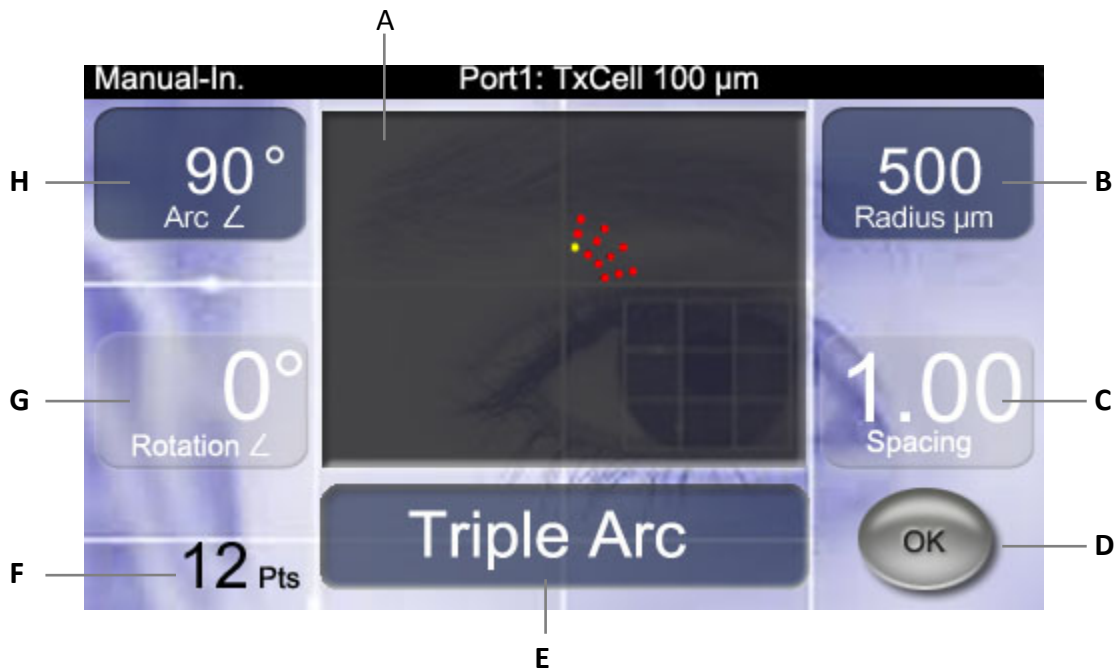 A
Manual-In. Port1: TxCell 100 µm
H 90° 500 B
Arc ∠ Radius µm
G 0° 1.00 C
Rotation ∠ Spacing
Triple Arc OK D
F 12 Pts
E